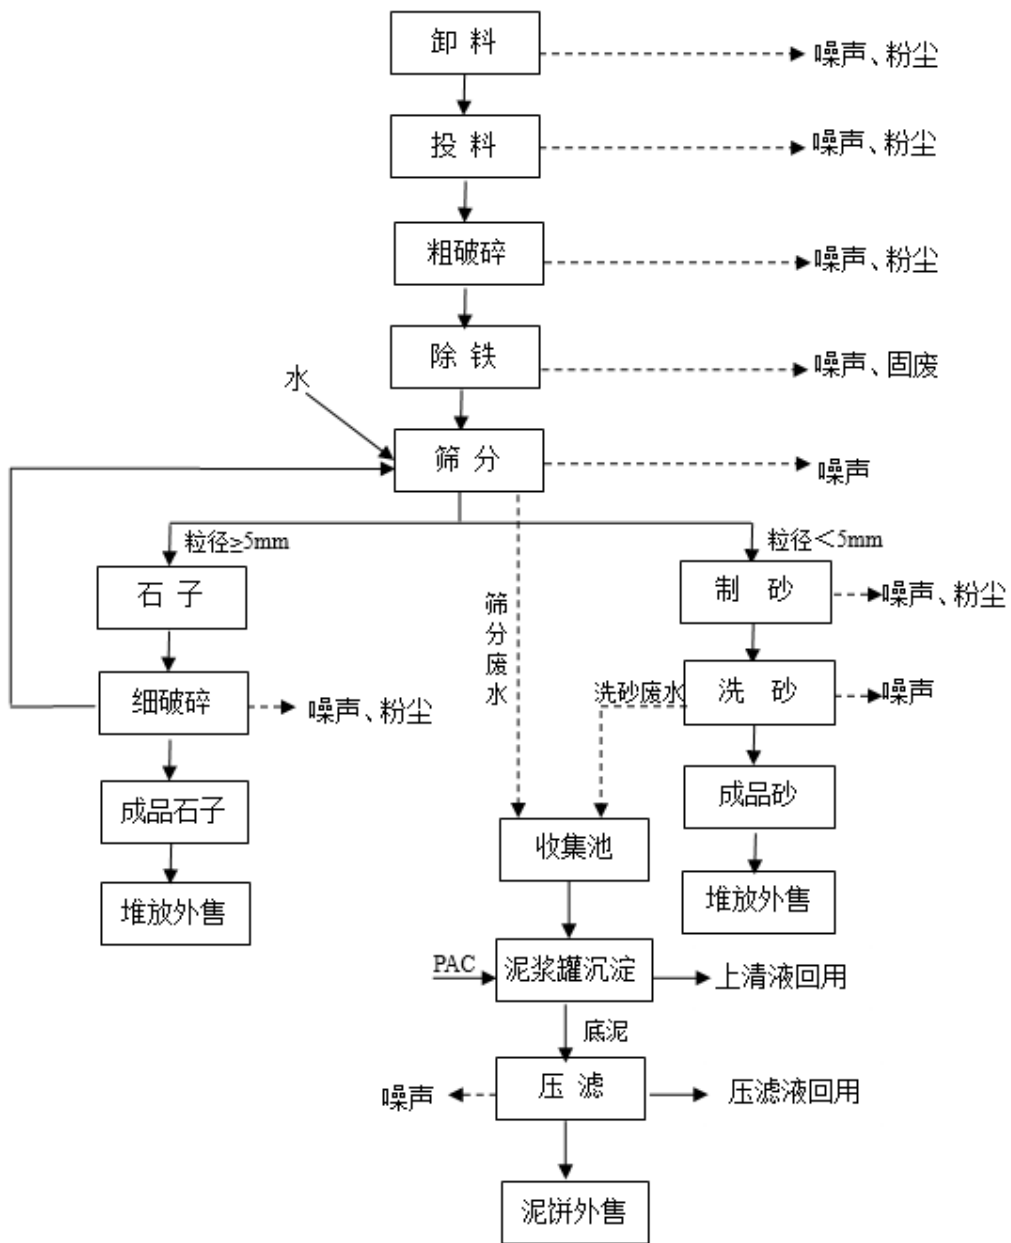 卸料
噪声、粉尘
投料
噪声、粉尘
粗破碎
噪声、粉尘
除铁
噪声、固废
水
筛分
噪声
粒径≥5mm
粒径＜5mm
石子
制砂
噪声、粉尘
筛分废水
细破碎
噪声、粉尘
洗砂废水
洗砂
噪声
成品石子
成品砂
收集池
堆放外售
堆放外售
PAC
泥浆罐沉淀
上清液回用
底泥
噪声
压滤
压滤液回用
泥饼外售